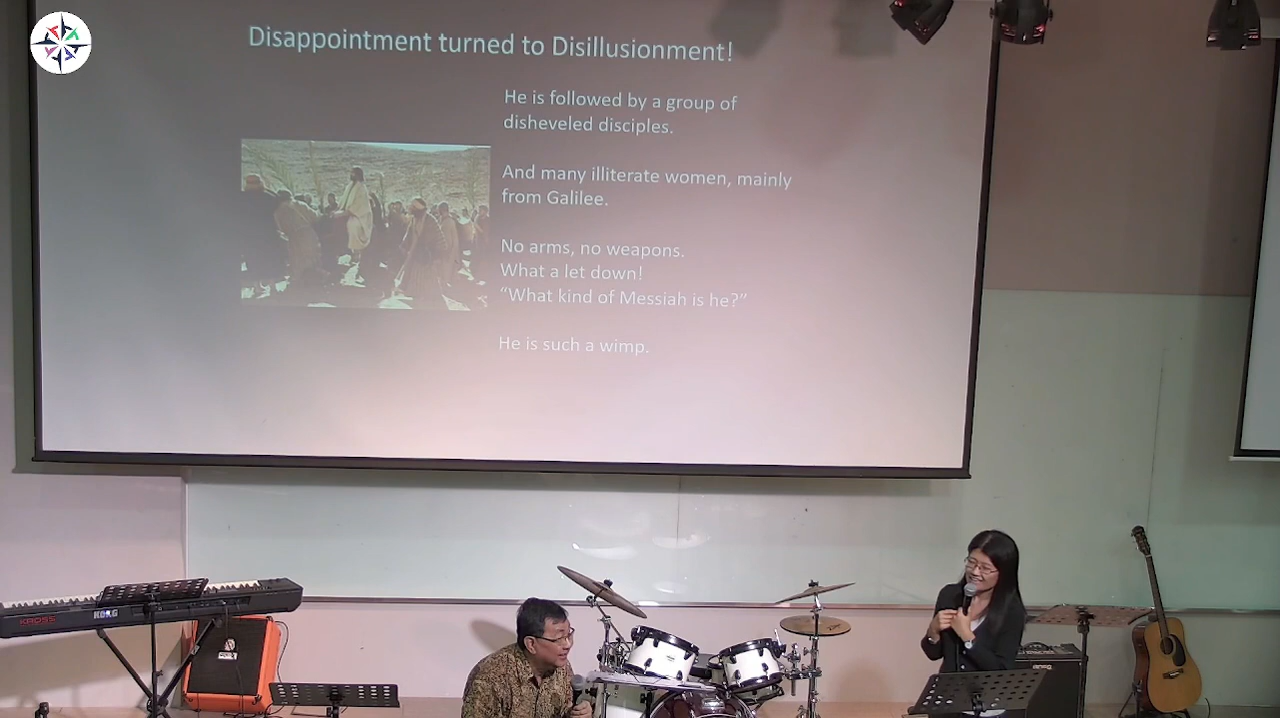 Disappointment turned to Disillusionment!
He is followed by a group of
disheveled disciples.
And many illiterate women, mainly
from Galilee.
No arms, no weapons.
What a let down!
“What kind of Messiah is he?”
He is such a wimp.
KORG
KROSS